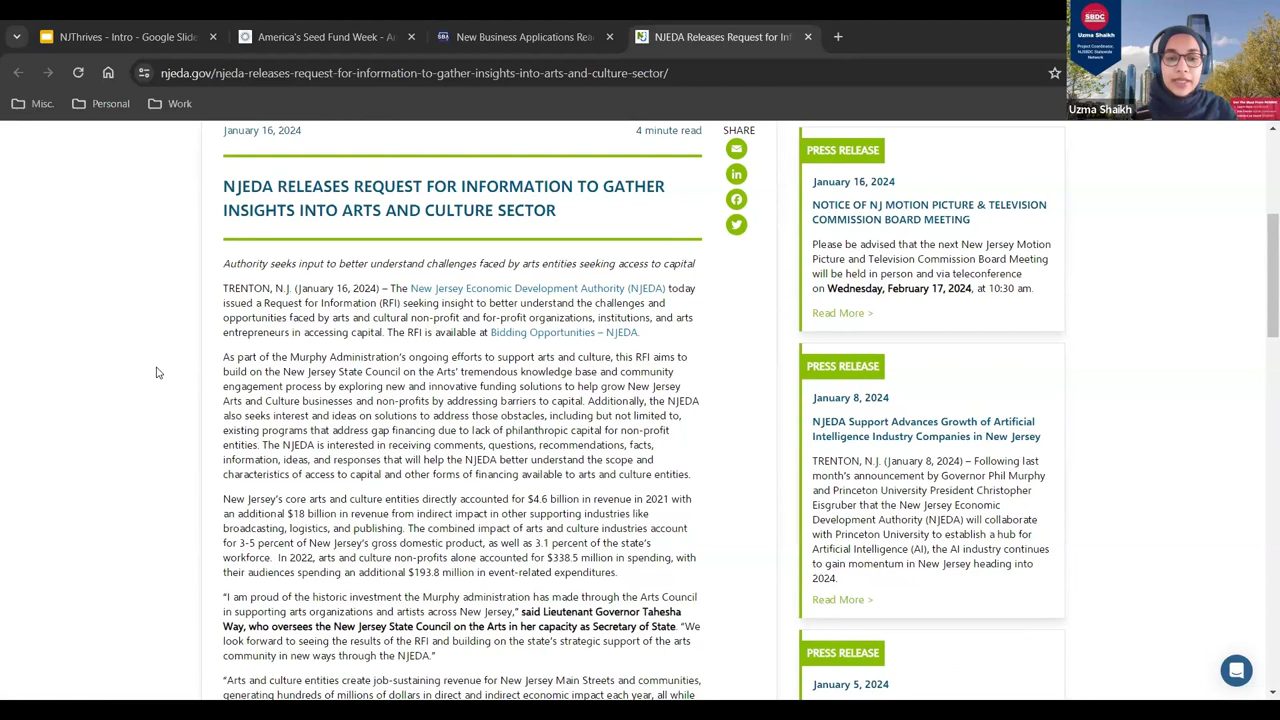 NJThrives - Intro - Google Slide
America's Seed Fund Week
New Business Applications Rea
NJEDA Releases Request for Inf
njeda.gov/njeda-releases-request-for-information-to-gather-insights-into-arts-and-culture-sector/
Misc.
Personal
Work
SBDC
Uzma Shaikh
Project Coordinator,
NJSBDC Statewide
Network
Uzma Shaikh
January 16, 2024
4 minute read
SHARE
NJEDA RELEASES REQUEST FOR INFORMATION TO GATHER
INSIGHTS INTO ARTS AND CULTURE SECTOR
Authority seeks input to better understand challenges faced by arts entities seeking access to capital
TRENTON, N.J. (January 16, 2024) – The New Jersey Economic Development Authority (NJEDA) today
issued a Request for Information (RFI) seeking insight to better understand the challenges and
opportunities faced by arts and cultural non-profit and for-profit organizations, institutions, and arts
entrepreneurs in accessing capital. The RFI is available at Bidding Opportunities – NJEDA.
As part of the Murphy Administration's ongoing efforts to support arts and culture, this RFI aims to
build on the New Jersey State Council on the Arts' tremendous knowledge base and community
engagement process by exploring new and innovative funding solutions to help grow New Jersey
Arts and Culture businesses and non-profits by addressing barriers to capital. Additionally, the NJEDA
also seeks interest and ideas on solutions to address those obstacles, including but not limited to,
existing programs that address gap financing due to lack of philanthropic capital for non-profit
entities. The NJEDA is interested in receiving comments, questions, recommendations, facts,
information, ideas, and responses that will help the NJEDA better understand the scope and
characteristics of access to capital and other forms of financing available to arts and culture entities.
New Jersey's core arts and culture entities directly accounted for $4.6 billion in revenue in 2021 with
an additional $18 billion in revenue from indirect impact in other supporting industries like
broadcasting, logistics, and publishing. The combined impact of arts and culture industries account
for 3-5 percent of New Jersey's gross domestic product, as well as 3.1 percent of the state's
workforce. In 2022, arts and culture non-profits alone accounted for $338.5 million in spending, with
their audiences spending an additional $193.8 million in event-related expenditures.
"I am proud of the historic investment the Murphy administration has made through the Arts Council
in supporting arts organizations and artists across New Jersey," said Lieutenant Governor Tahesha
Way, who oversees the New Jersey State Council on the Arts in her capacity as Secretary of State. "We
look forward to seeing the results of the RFI and building on the state's strategic support of the arts
community in new ways through the NJEDA."
"Arts and culture entities create job-sustaining revenue for New Jersey Main Streets and communities,
generating hundreds of millions of dollars in direct and indirect economic impact each year, all while
PRESS RELEASE
January 16, 2024
NOTICE OF NJ MOTION PICTURE & TELEVISION
COMMISSION BOARD MEETING
Please be advised that the next New Jersey Motion
Picture and Television Commission Board Meeting
will be held in person and via teleconference
on Wednesday, February 17, 2024, at 10:30 am.
Read More >
PRESS RELEASE
January 8, 2024
NJEDA Support Advances Growth of Artificial
Intelligence Industry Companies in New Jersey
TRENTON, N.J. (January 8, 2024) – Following last
month's announcement by Governor Phil Murphy
and Princeton University President Christopher
Eisgruber that the New Jersey Economic
Development Authority (NJEDA) will collaborate
with Princeton University to establish a hub for
Artificial Intelligence (AI), the AI industry continues
to gain momentum in New Jersey heading into
2024.
Read More >
PRESS RELEASE
January 5, 2024